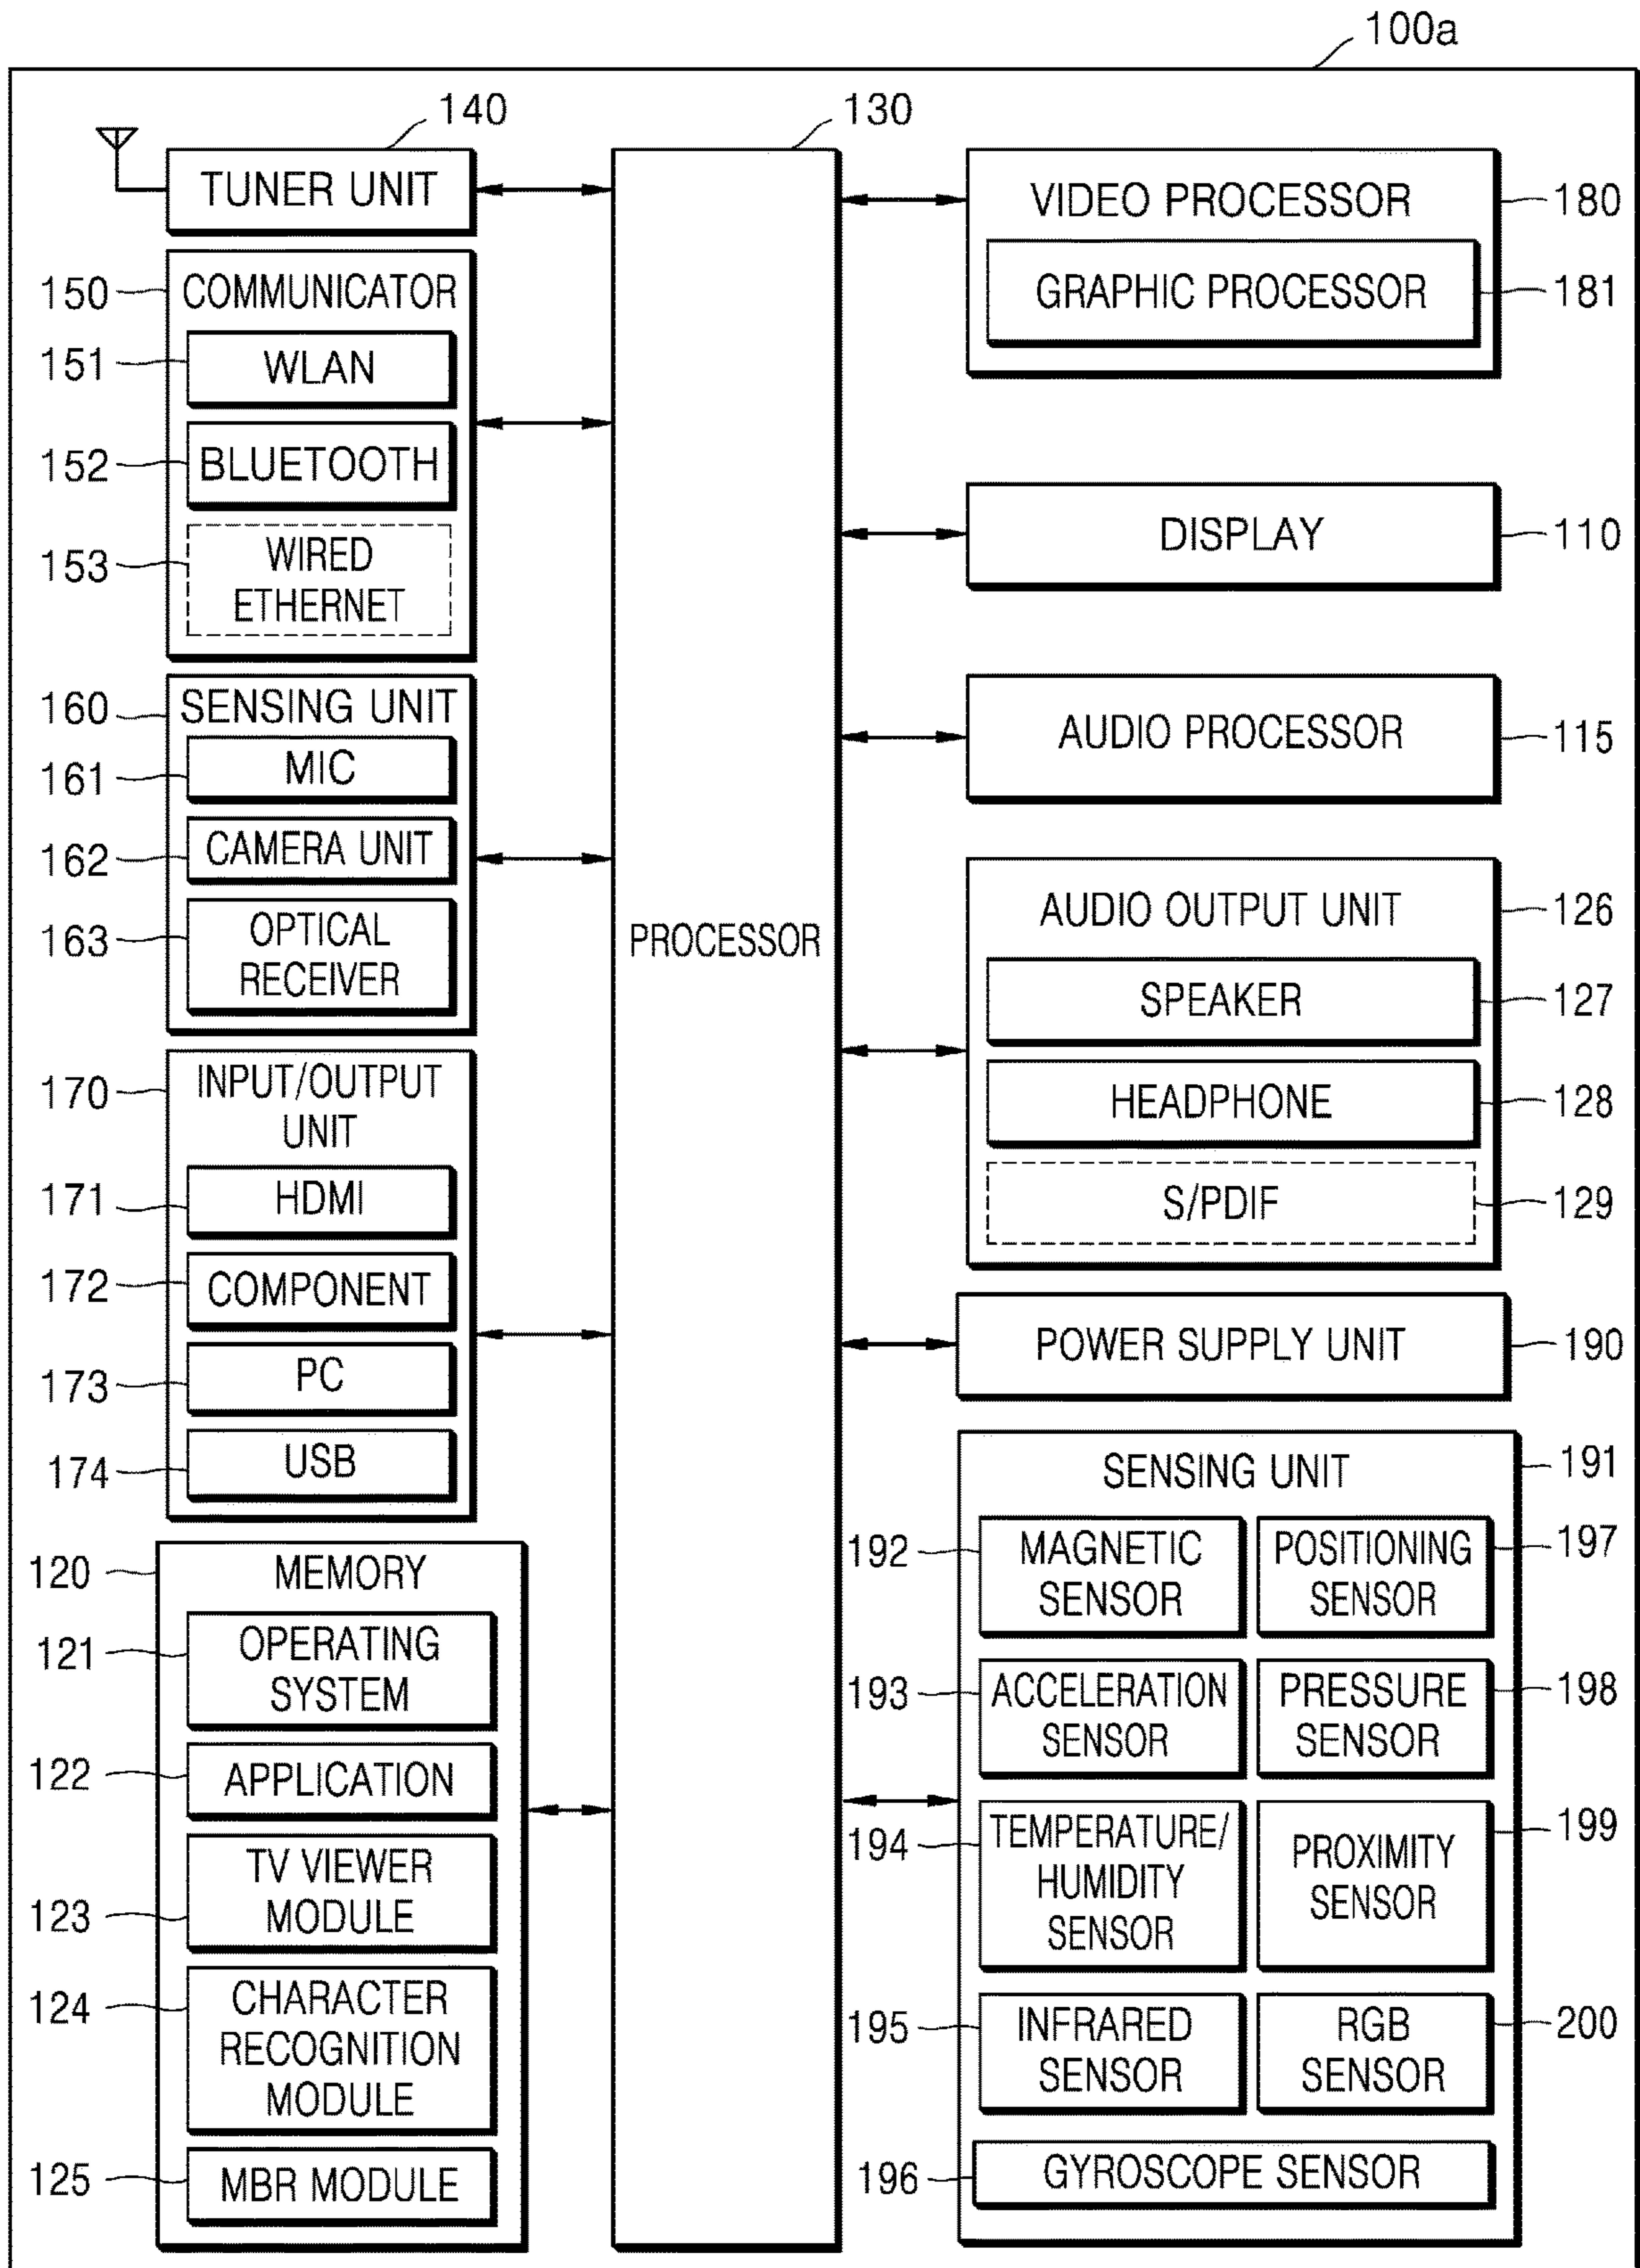 100a
140
TUNER UNIT
150
COMMUNICATOR
151
WLAN
152
BLUETOOTH
153
WIRED
ETHERNET
160
SENSING UNIT
161
MIC
162
CAMERA UNIT
163
OPTICAL
RECEIVER
170
INPUT/OUTPUT
UNIT
171
HDMI
172
COMPONENT
173
PC
174
USB
120
MEMORY
121
OPERATING
SYSTEM
122
APPLICATION
123
TV VIEWER
MODULE
124
CHARACTER
RECOGNITION
MODULE
125
MBR MODULE
130
PROCESSOR
VIDEO PROCESSOR
180
GRAPHIC PROCESSOR
181
DISPLAY
110
AUDIO PROCESSOR
115
AUDIO OUTPUT UNIT
126
SPEAKER
127
HEADPHONE
128
S/PDIF
129
POWER SUPPLY UNIT
190
SENSING UNIT
191
192
MAGNETIC
SENSOR
POSITIONING
SENSOR
197
193
ACCELERATION
SENSOR
PRESSURE
SENSOR
198
194
TEMPERATURE/
HUMIDITY
SENSOR
PROXIMITY
SENSOR
199
195
INFRARED
SENSOR
RGB
SENSOR
200
196
GYROSCOPE SENSOR